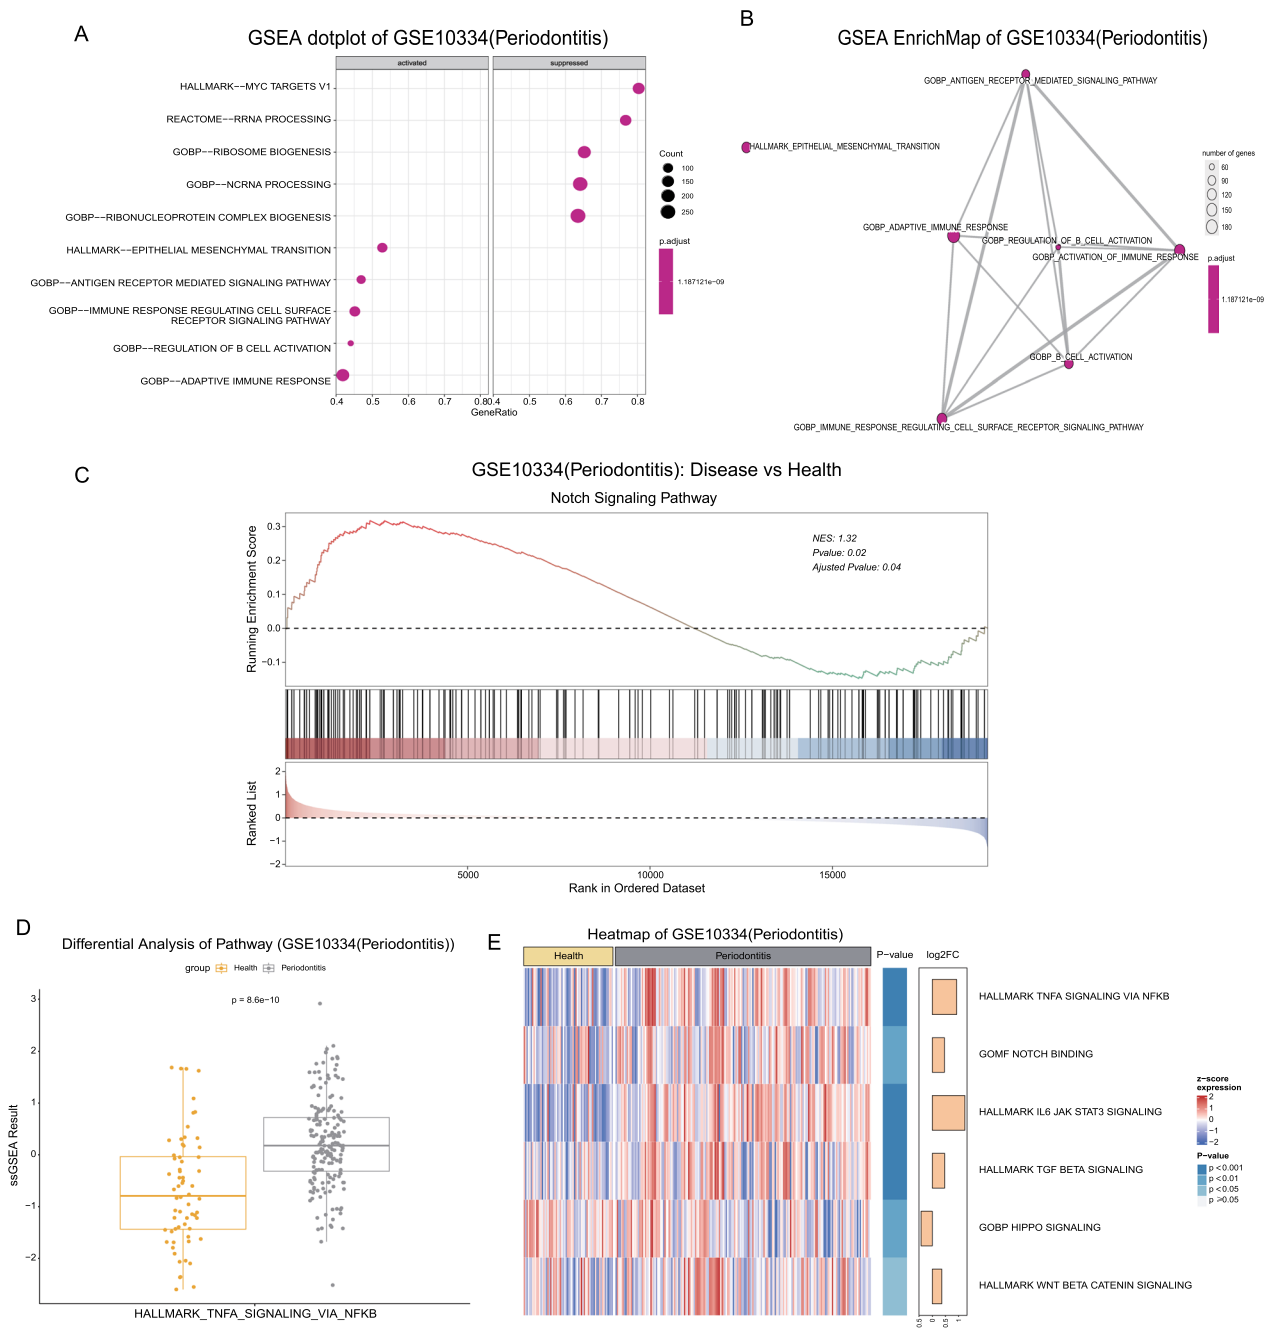 A
GSEA dotplot of GSE10334(Periodontitis)
activated
suppressed
HALLMARK−−MYC TARGETS V1
REACTOME−−RRNA PROCESSING
GOBP−−RIBOSOME BIOGENESIS
GOBP−−NCRNA PROCESSING
GOBP−−RIBONUCLEOPROTEIN COMPLEX BIOGENESIS
HALLMARK−−EPITHELIAL MESENCHYMAL TRANSITION
GOBP−−ANTIGEN RECEPTOR MEDIATED SIGNALING PATHWAY
GOBP−−IMMUNE RESPONSE REGULATING CELL SURFACE
RECEPTOR SIGNALING PATHWAY
GOBP−−REGULATION OF B CELL ACTIVATION
GOBP−−ADAPTIVE IMMUNE RESPONSE
0.4 0.5 0.6 0.7 0.8 0.4 0.5 0.6 0.7 0.8
GeneRatio
Count
100
150
200
250
p.adjust
1.187121e−09
B
GSEA EnrichMap of GSE10334(Periodontitis)
GOBP_ANTIGEN_RECEPTOR_MEDIATED_SIGNALING_PATHWAY
HALLMARK_EPITHELIAL_MESENCHYMAL_TRANSITION
GOBP_ADAPTIVE_IMMUNE_RESPONSE
GOBP_REGULATION_OF_B_CELL_ACTIVATION
GOBP_ACTIVATION_OF_IMMUNE_RESPONSE
GOBP_B_CELL_ACTIVATION
GOBP_IMMUNE_RESPONSE_REGULATING_CELL_SURFACE_RECEPTOR_SIGNALING_PATHWAY
number of genes
60
90
120
150
180
p.adjust
1.187121e−09
C
GSE10334(Periodontitis): Disease vs Health
Notch Signaling Pathway
Running Enrichment Score
0.3
0.2
0.1
0.0
−0.1
NES: 1.32
Pvalue: 0.02
Ajusted Pvalue: 0.04
Ranked List
2
1
0
−1
−2
5000 10000 15000
Rank in Ordered Dataset
D
Differential Analysis of Pathway (GSE10334(Periodontitis))
group Health Periodontitis
p = 8.6e−10
ssGSEA Result
3
2
1
0
−1
−2
HALLMARK_TNFA_SIGNALING_VIA_NFKB
E
Heatmap of GSE10334(Periodontitis)
Health Periodontitis P−value log2FC
HALLMARK TNFA SIGNALING VIA NFKB
GOMF NOTCH BINDING
HALLMARK IL6 JAK STAT3 SIGNALING
HALLMARK TGF BETA SIGNALING
GOBP HIPPO SIGNALING
HALLMARK WNT BETA CATENIN SIGNALING
0.5 0 0.5 1
z−score
expression
2
1
0
−1
−2
P−value
p <0.001
p <0.01
p <0.05
p ≥0.05